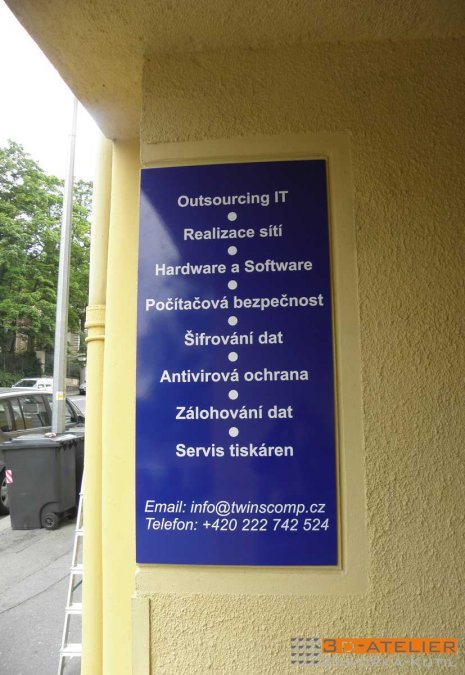 Outsourcing IT
Realizace sítí
Hardware a Software
Počítačová bezpečnost
Šifrování dat
Antivirová ochrana
Zálohování dat
Servis tiskáren
Email: info@twinscomp.cz
Telefon: +420 222 742 524
3D-ATELIER